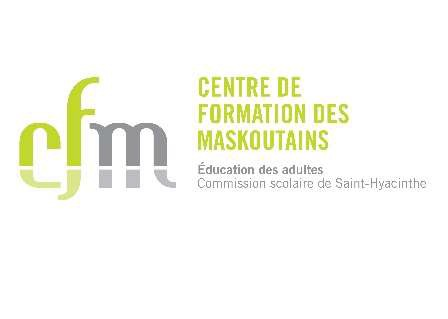 cfm
CENTRE DE
FORMATION DES
MASKOUTAINS
Éducation des adultes
Commission scolaire de Saint-Hyacinthe